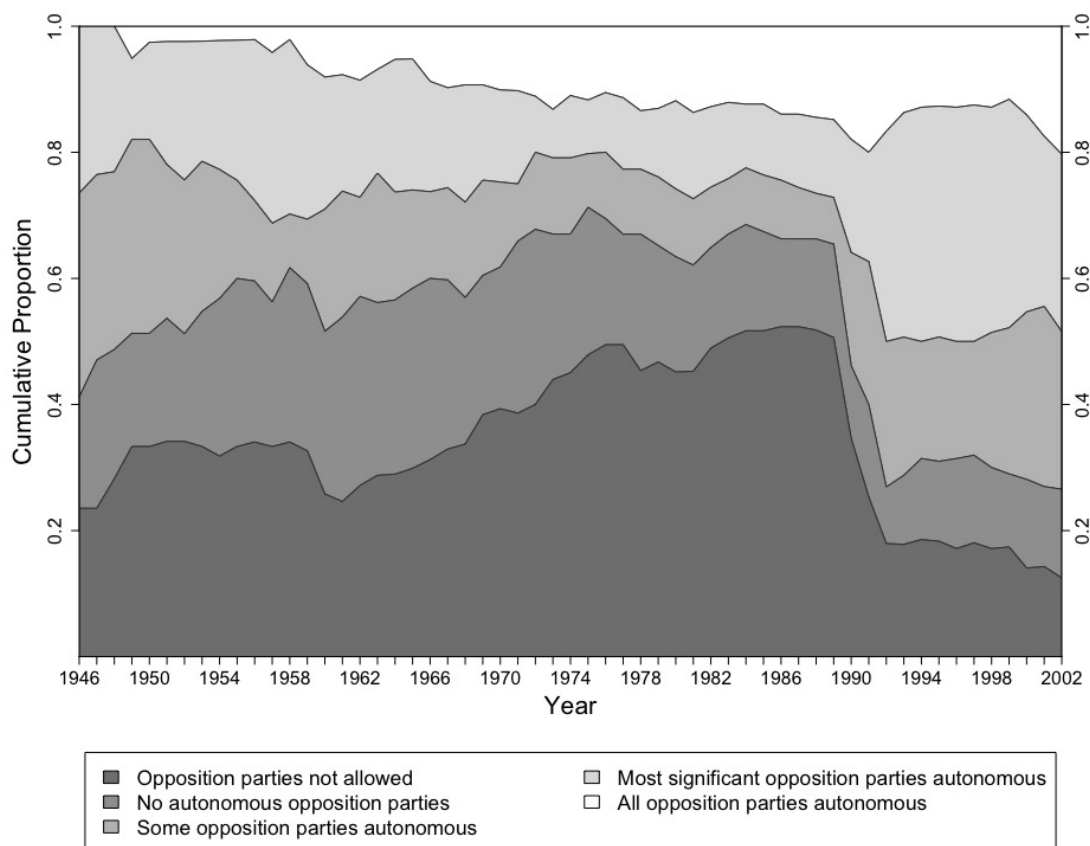 1.0
0.8
0.6
0.4
0.2
Cumulative Proportion
1.0
0.8
0.6
0.4
0.2
1946 1950 1954 1958 1962 1966 1970 1974 1978 1982 1986 1990 1994 1998 2002
Year
Opposition parties not allowed
No autonomous opposition parties
Some opposition parties autonomous
Most significant opposition parties autonomous
All opposition parties autonomous